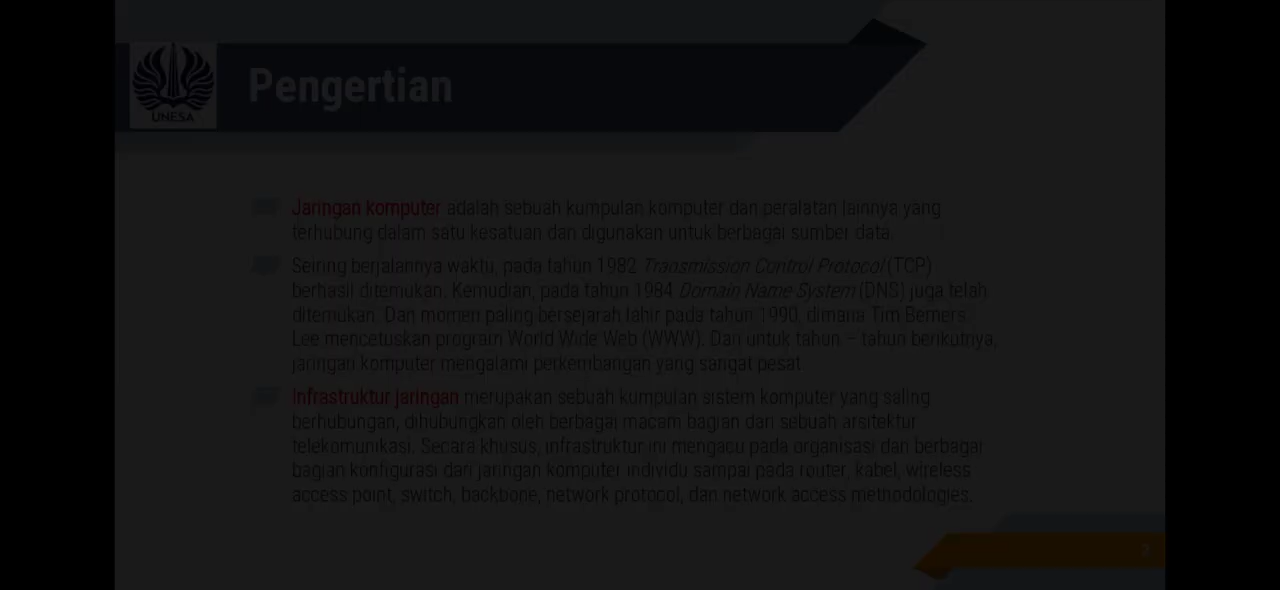 UNESA
Pengertian
Jaringan komputer adalah sebuah kumpulan komputer dan peralatan lainnya yang
terhubung dalam satu kesatuan dan digunakan untuk berbagai sumber data.
Seiring berjalannya waktu, pada tahun 1982 Transmission Control Protocol (TCP)
berhasil ditemukan. Kemudian, pada tahun 1984 Domain Name System (DNS) juga telah
ditemukan. Dan momen paling bersejarah lahir pada tahun 1990, dimana Tim Berners
Lee mencetuskan program World Wide Web (WWW). Dan untuk tahun – tahun berikutnya,
jaringan komputer mengalami perkembangan yang sangat pesat
Infrastruktur jaringan merupakan sebuah kumpulan sistem komputer yang saling
berhubungan, dihubungkan oleh berbagai macam bagian dari sebuah arsitektur
telekomunikasi. Secara khusus, infrastruktur ini mengacu pada organisasi dan berbagai
bagian konfigurasi dari jaringan komputer individu sampai pada router, kabel, wireless
access point, switch, backbone, network protocol, dan network access methodologies.
2